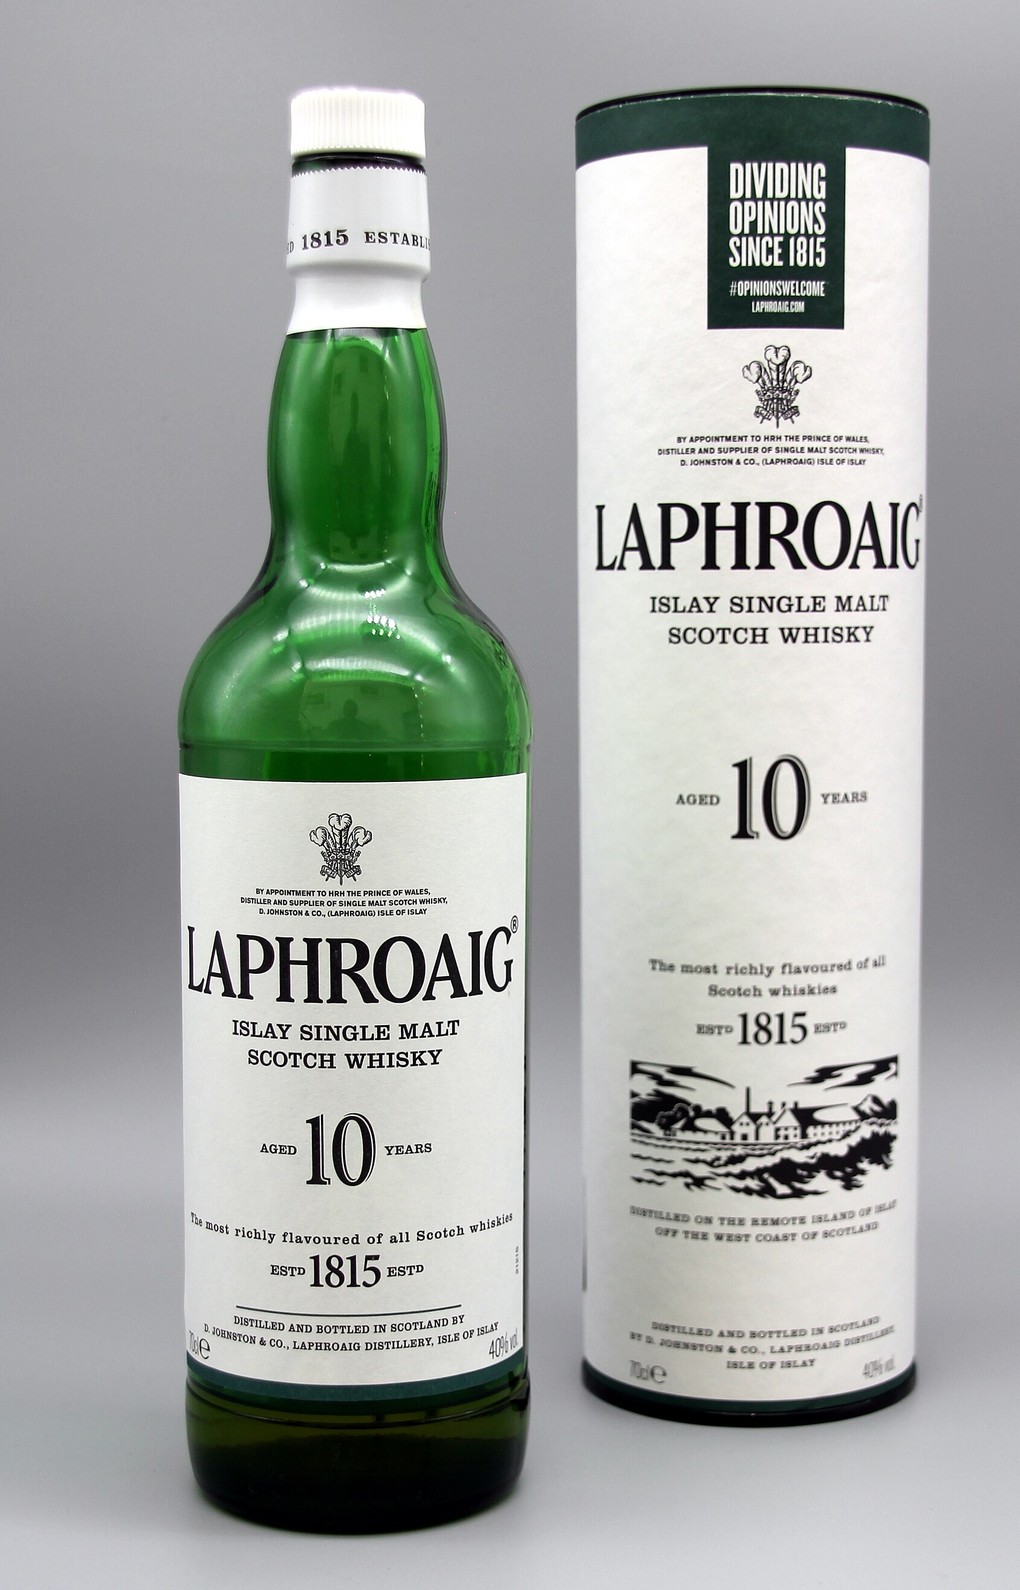 1815 ESTABLIS
BY APPOINTMENT TO HRH THE PRINCE OF WALES,
DISTILLER AND SUPPLIER OF SINGLE MALT SCOTCH WHISKY,
D. JOHNSTON & CO., (LAPHROAIG) ISLE OF ISLAY
LAPHROAIG®
ISLAY SINGLE MALT
SCOTCH WHISKY
AGED 10 YEARS
The most richly flavoured of all Scotch whiskies
ESTD 1815 ESTD
DISTILLED AND BOTTLED IN SCOTLAND BY
D. JOHNSTON & CO., LAPHROAIG DISTILLERY, ISLE OF ISLAY
70cl e 40% vol.
DIVIDING
OPINIONS
SINCE 1815
#OPINIONSWELCOME
LAPHROAIG.COM
BY APPOINTMENT TO HRH THE PRINCE OF WALES,
DISTILLER AND SUPPLIER OF SINGLE MALT SCOTCH WHISKY,
D. JOHNSTON & CO., (LAPHROAIG) ISLE OF ISLAY
LAPHROAIG®
ISLAY SINGLE MALT
SCOTCH WHISKY
AGED 10 YEARS
The most richly flavoured of all
Scotch whiskies
ESTD 1815 ESTD
DISTILLED ON THE REMOTE ISLAND OF ISLAY
OFF THE WEST COAST OF SCOTLAND
DISTILLED AND BOTTLED IN SCOTLAND
BY D. JOHNSTON & CO., LAPHROAIG DISTILLERY,
ISLE OF ISLAY
70cl e 40% vol.